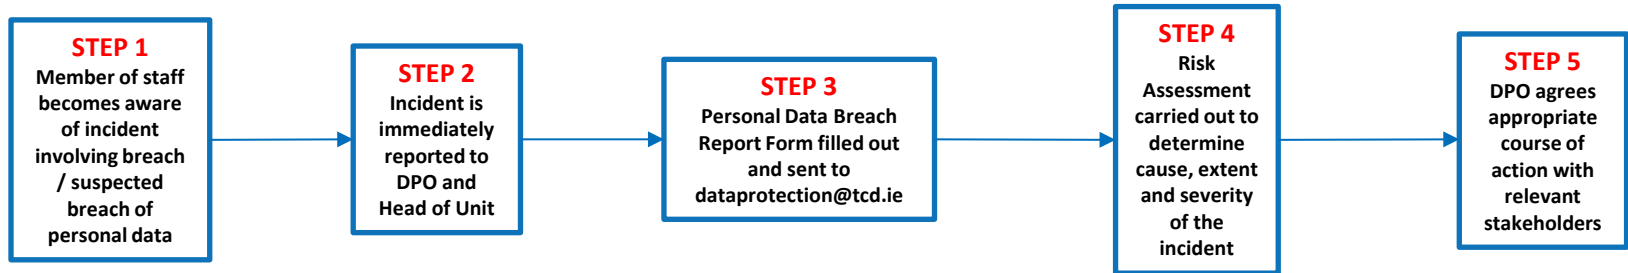 STEP 1
Member of staff
becomes aware
of incident
involving breach
/ suspected
breach of
personal data
STEP 2
Incident is
immediately
reported to
DPO and
Head of Unit
STEP 3
Personal Data Breach
Report Form filled out
and sent to
dataprotection@tcd.ie
STEP 4
Risk
Assessment
carried out to
determine
cause, extent
and severity
of the
incident
STEP 5
DPO agrees
appropriate
course of
action with
relevant
stakeholders